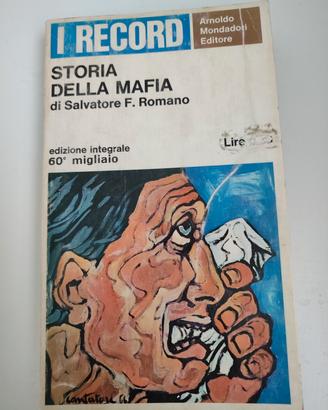 I RECORD
Arnoldo
Mondadori
Editore
STORIA
DELLA MAFIA
di Salvatore F. Romano
edizione integrale
60° migliaio
Lire